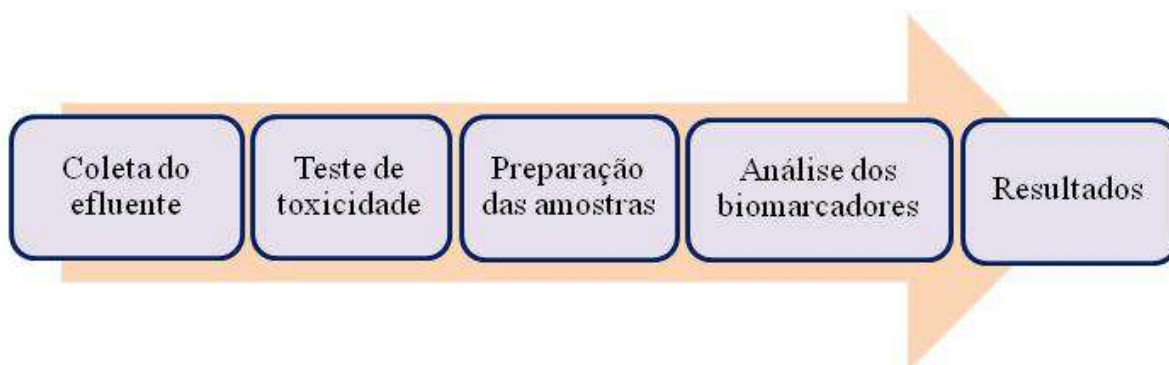 Coleta do
efluente
Teste de
toxicidade
Preparação
das amostras
Análise dos
biomarcadores
Resultados